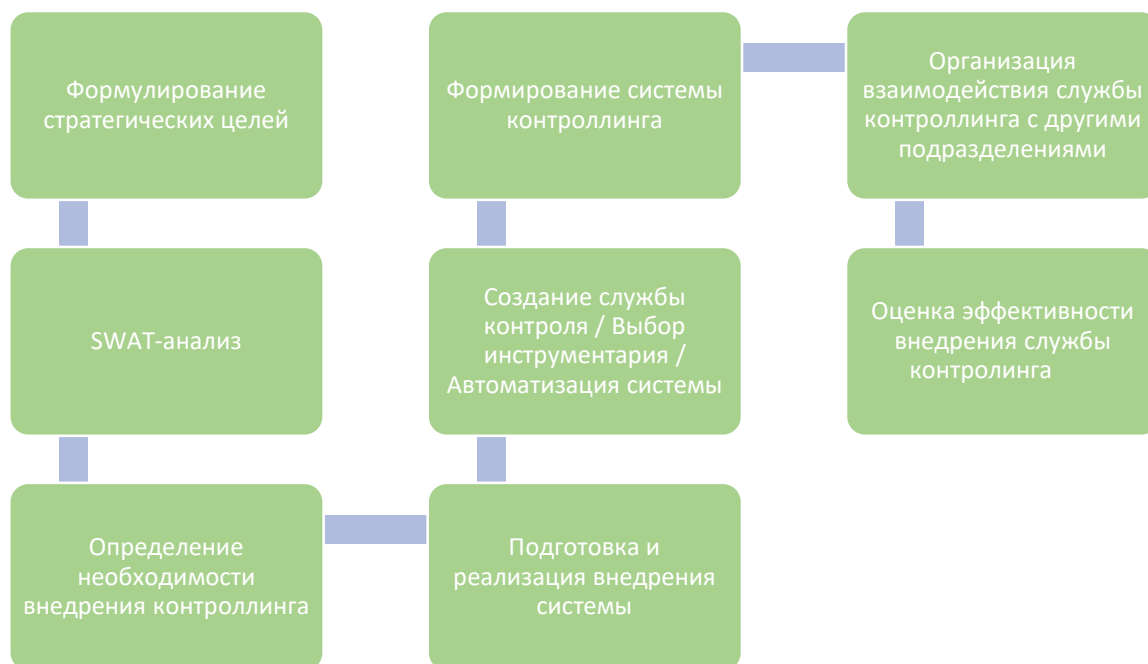 Формулирование
стратегических целей
SWAT-анализ
Определение
необходимости
внедрения контроллинга
Подготовка и
реализация внедрения
системы
Создание службы
контроля / Выбор
инструментария /
Автоматизация системы
Формирование системы
контроллинга
Организация
взаимодействия службы
контроллинга с другими
подразделениями
Оценка эффективности
внедрения службы
контролинга